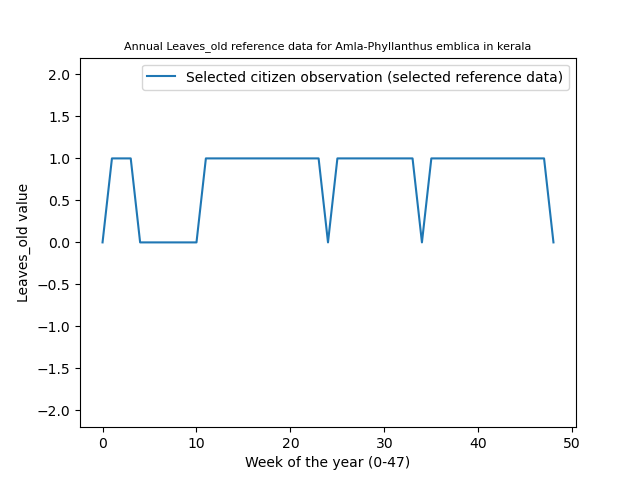 Annual Leaves_old reference data for Amla-Phyllanthus emblica in kerala
Selected citizen observation (selected reference data)
2.0
1.5
1.0
0.5
0.0
−0.5
−1.0
−1.5
−2.0
Leaves_old value
0 10 20 30 40 50
Week of the year (0-47)